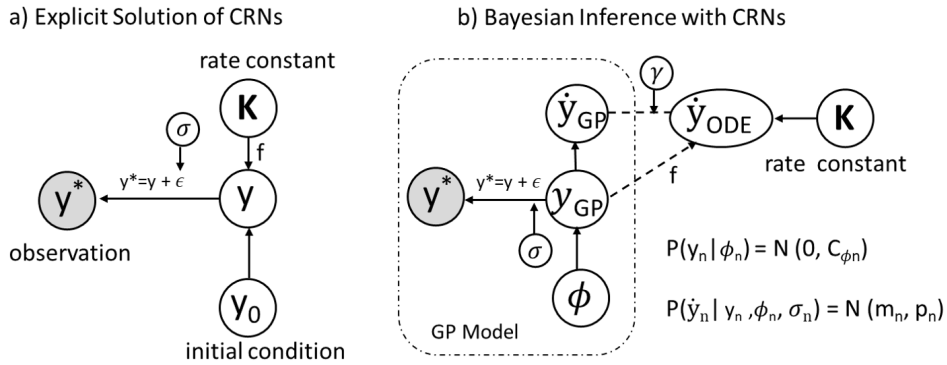 a) Explicit Solution of CRNs
rate constant
K
σ
f
y*=y + ϵ
y*
y
observation
y₀
initial condition
b) Bayesian Inference with CRNs
γ
ẏGP
ẏODE
K
rate constant
y*=y + ϵ
f
y*
yGP
σ
ϕ
GP Model
P(yₙ|ϕₙ) = N (0, Cϕₙ)
P(ẏₙ| yₙ ,ϕₙ, σₙ) = N (mₙ, pₙ)